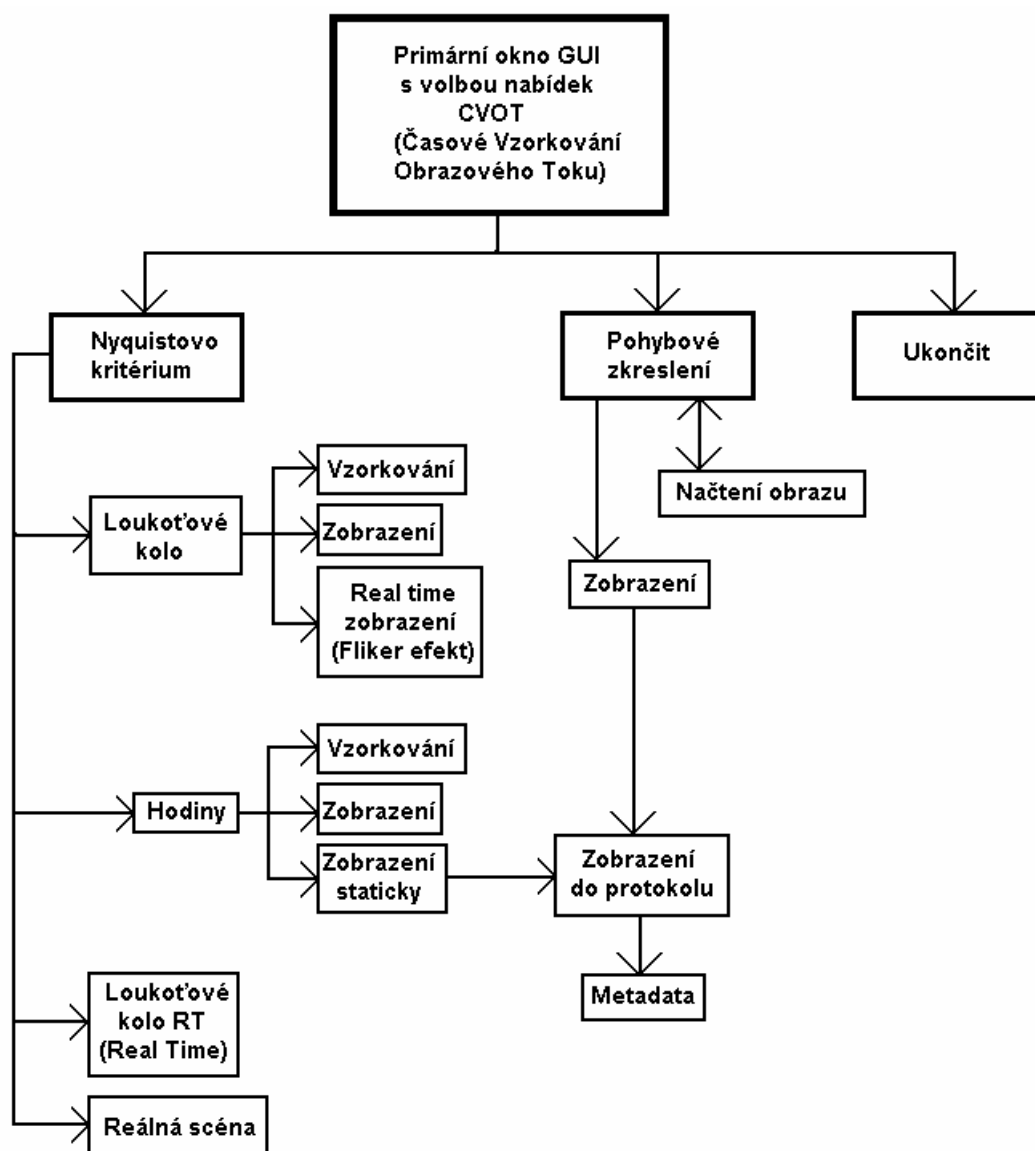 Primární okno GUI
s volbou nabídek
CVOT
(Časové Vzorkování
Obrazového Toku)
Nyquistovo
kritérium
Pohybové
zkreslení
Ukončit
Načtení obrazu
Loukoťové
kolo
Vzorkování
Zobrazení
Real time
zobrazení
(Fliker efekt)
Zobrazení
Hodiny
Vzorkování
Zobrazení
Zobrazení
staticky
Zobrazení
do protokolu
Metadata
Loukoťové
kolo RT
(Real Time)
Reálná scéna